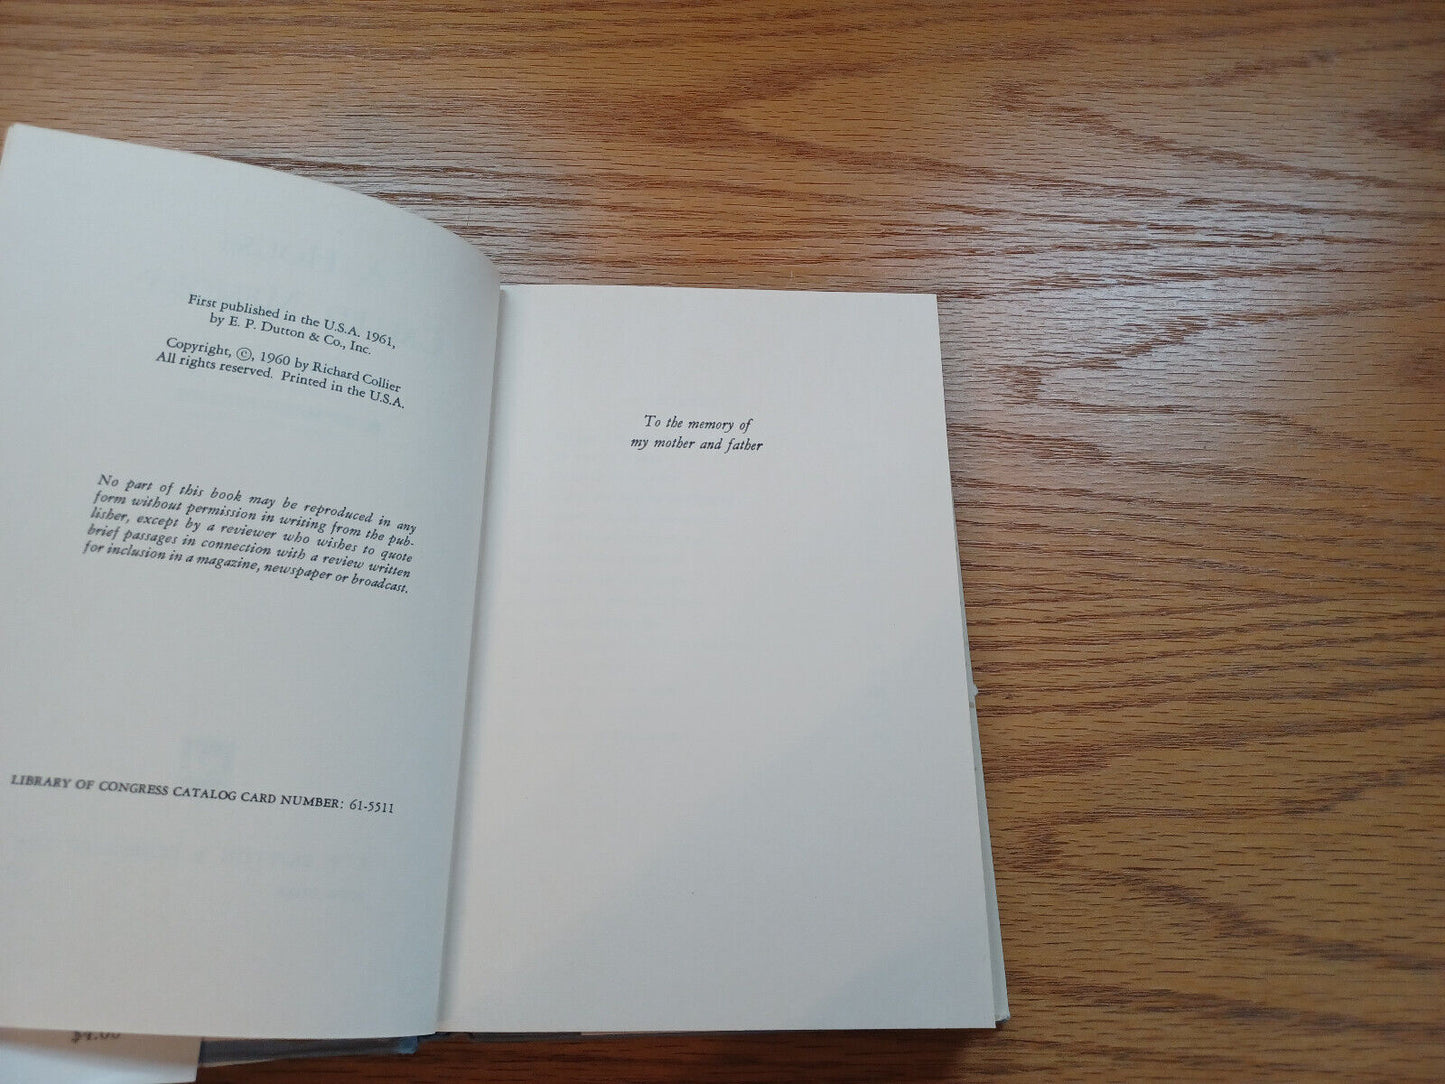 First published in the U.S.A. 1961,
by E. P. Dutton & Co., Inc.
Copyright, ©, 1960 by Richard Collier
All rights reserved. Printed in the U.S.A.
No part of this book may be reproduced in any
form without permission in writing from the pub-
lisher, except by a reviewer who wishes to quote
brief passages in connection with a review written
for inclusion in a magazine, newspaper or broadcast.
LIBRARY OF CONGRESS CATALOG CARD NUMBER: 61-5511
To the memory of
my mother and father